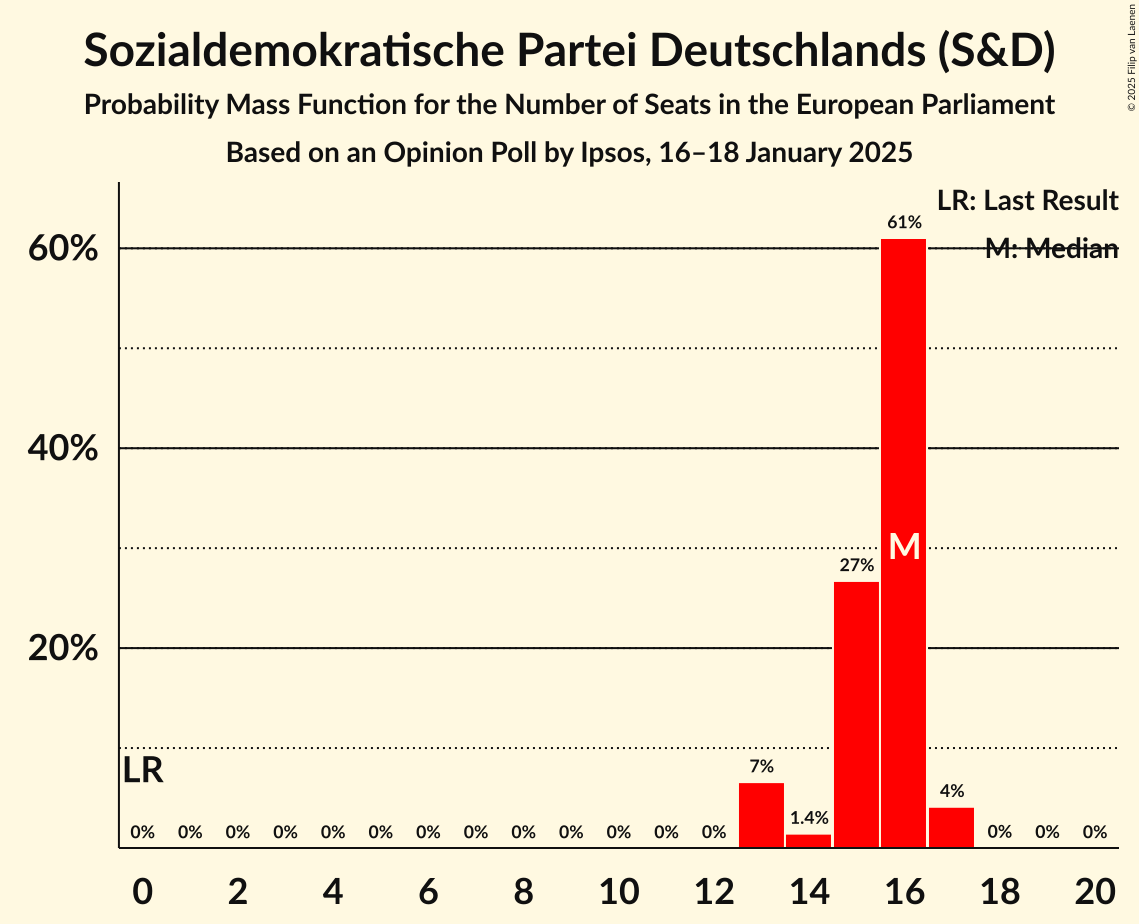 Sozialdemokratische Partei Deutschlands (S&D)
Probability Mass Function for the Number of Seats in the European Parliament
Based on an Opinion Poll by Ipsos, 16–18 January 2025
© 2025 Filip van Laenen
LR: Last Result
M: Median
60%
40%
20%
61%
M
27%
LR
7%
4%
1.4%
0% 0% 0% 0% 0% 0% 0% 0% 0% 0% 0% 0% 0% 0% 0% 0%
0 2 4 6 8 10 12 14 16 18 20